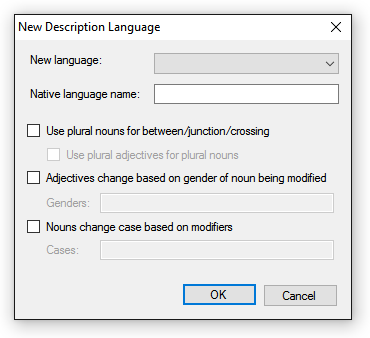 New Description Language
New language:
Native language name:
Use plural nouns for between/junction/crossing
Use plural adjectives for plural nouns
Adjectives change based on gender of noun being modified
Genders:
Nouns change case based on modifiers
Cases:
OK Cancel